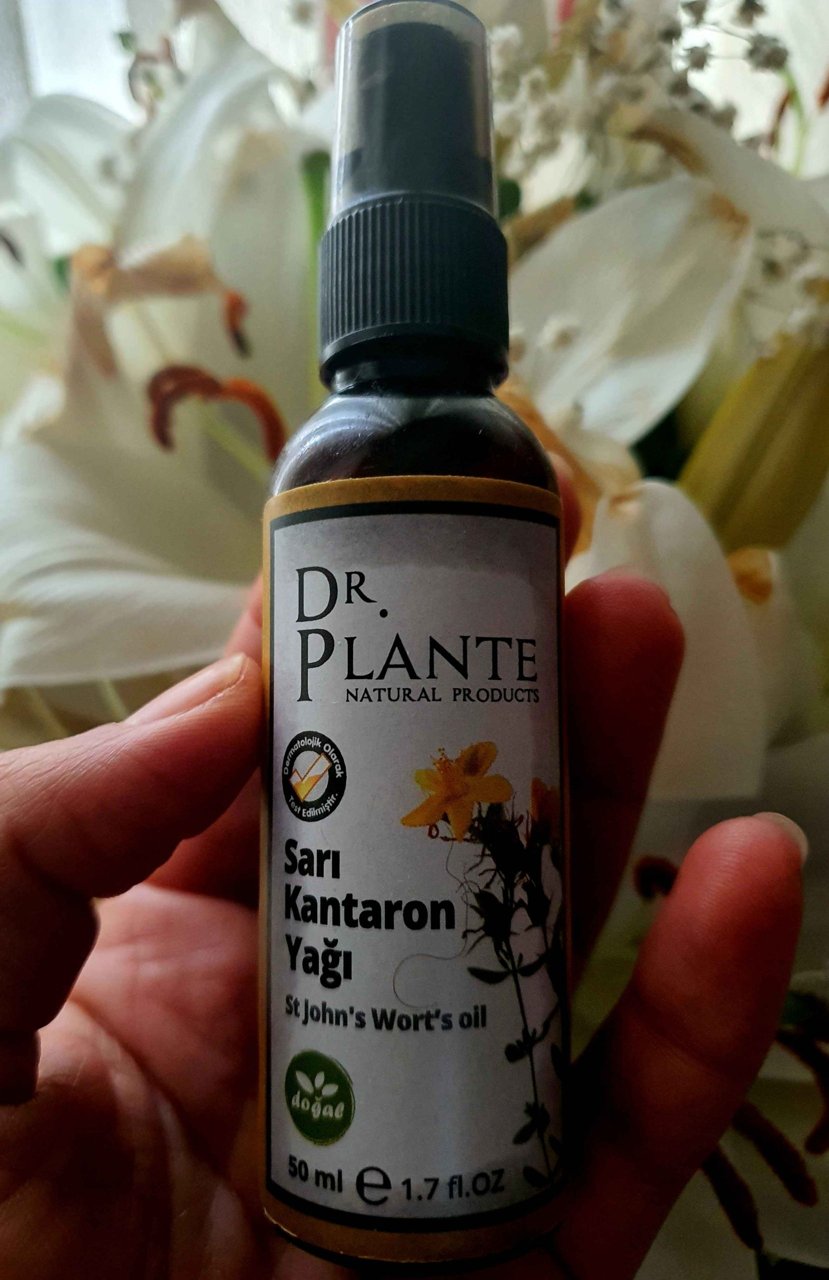 DR.
PLANTE
NATURAL PRODUCTS
Dermatolojik Olarak
Test Edilmiştir.
Sarı
Kantaron
Yağı
St John's Wort's oil
doğal
50 ml e 1.7 fl.OZ